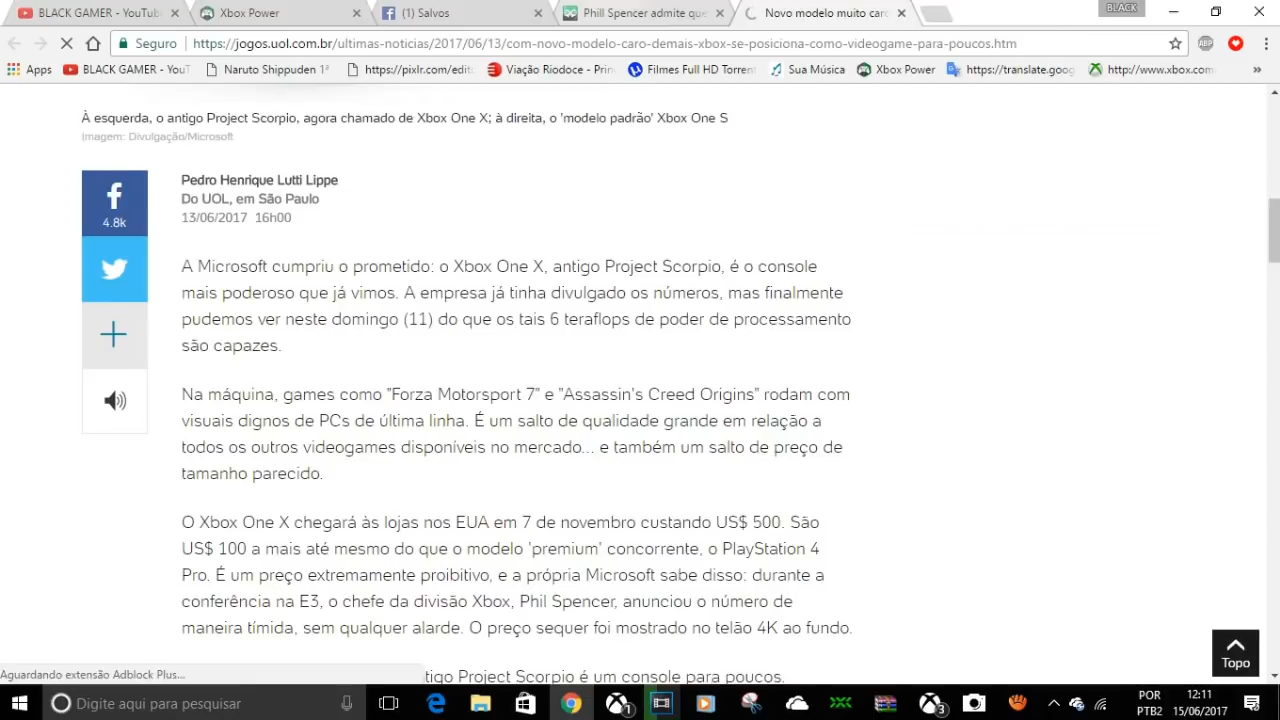 BLACK GAMER - YouTube
Xbox Power
(1) Salvos
Phill Spencer admite que
Novo modelo muito caro
BLACK
Seguro
https://jogos.uol.com.br/ultimas-noticias/2017/06/13/com-novo-modelo-caro-demais-xbox-se-posiciona-como-videogame-para-poucos.htm
ABP
Apps
BLACK GAMER - YouT
Naruto Shippuden 1ª
https://pixlr.com/edit
Viação Riodoce - Prin
Filmes Full HD Torrent
Sua Música
Xbox Power
https://translate.goog
http://www.xbox.com
»
À esquerda, o antigo Project Scorpio, agora chamado de Xbox One X; à direita, o 'modelo padrão' Xbox One S
Imagem: Divulgação/Microsoft
4.8k
Pedro Henrique Lutti Lippe
Do UOL, em São Paulo
13/06/2017 16h00
A Microsoft cumpriu o prometido: o Xbox One X, antigo Project Scorpio, é o console
mais poderoso que já vimos. A empresa já tinha divulgado os números, mas finalmente
pudemos ver neste domingo (11) do que os tais 6 teraflops de poder de processamento
são capazes.
Na máquina, games como "Forza Motorsport 7" e "Assassin's Creed Origins" rodam com
visuais dignos de PCs de última linha. É um salto de qualidade grande em relação a
todos os outros videogames disponíveis no mercado... e também um salto de preço de
tamanho parecido.
O Xbox One X chegará às lojas nos EUA em 7 de novembro custando US$ 500. São
US$ 100 a mais até mesmo do que o modelo 'premium' concorrente, o PlayStation 4
Pro. É um preço extremamente proibitivo, e a própria Microsoft sabe disso: durante a
conferência na E3, o chefe da divisão Xbox, Phil Spencer, anunciou o número de
maneira tímida, sem qualquer alarde. O preço sequer foi mostrado no telão 4K ao fundo.
tigo Project Scorpio é um console para poucos.
Topo
Aguardando extensão Adblock Plus...
Digite aqui para pesquisar
1
3
POR
PTB2
12:11
15/06/2017